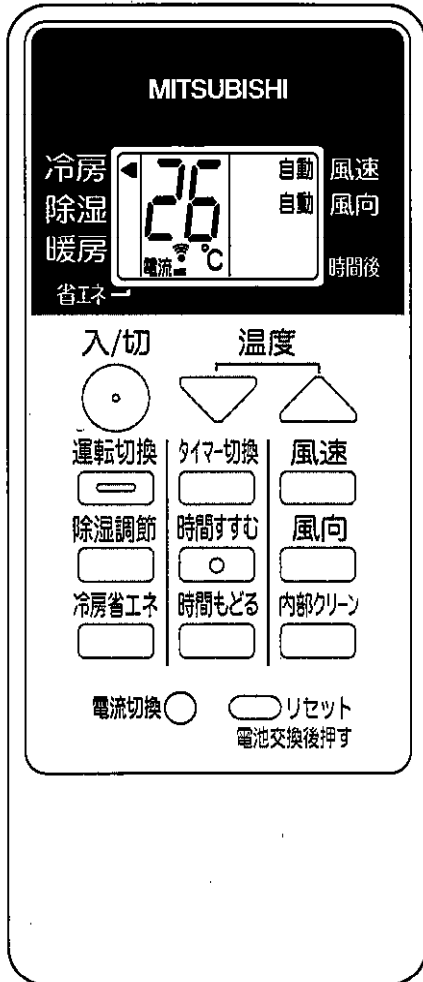 MITSUBISHI
冷房 26 自動 風速
除湿 自動 風向
暖房 電流 °C 時間後
省エネ
入/切 温度
運転切換 タイマー切換 風速
除湿調節 時間すすむ 風向
冷房省エネ 時間もどる 内部クリーン
電流切換 リセット
電池交換後押す